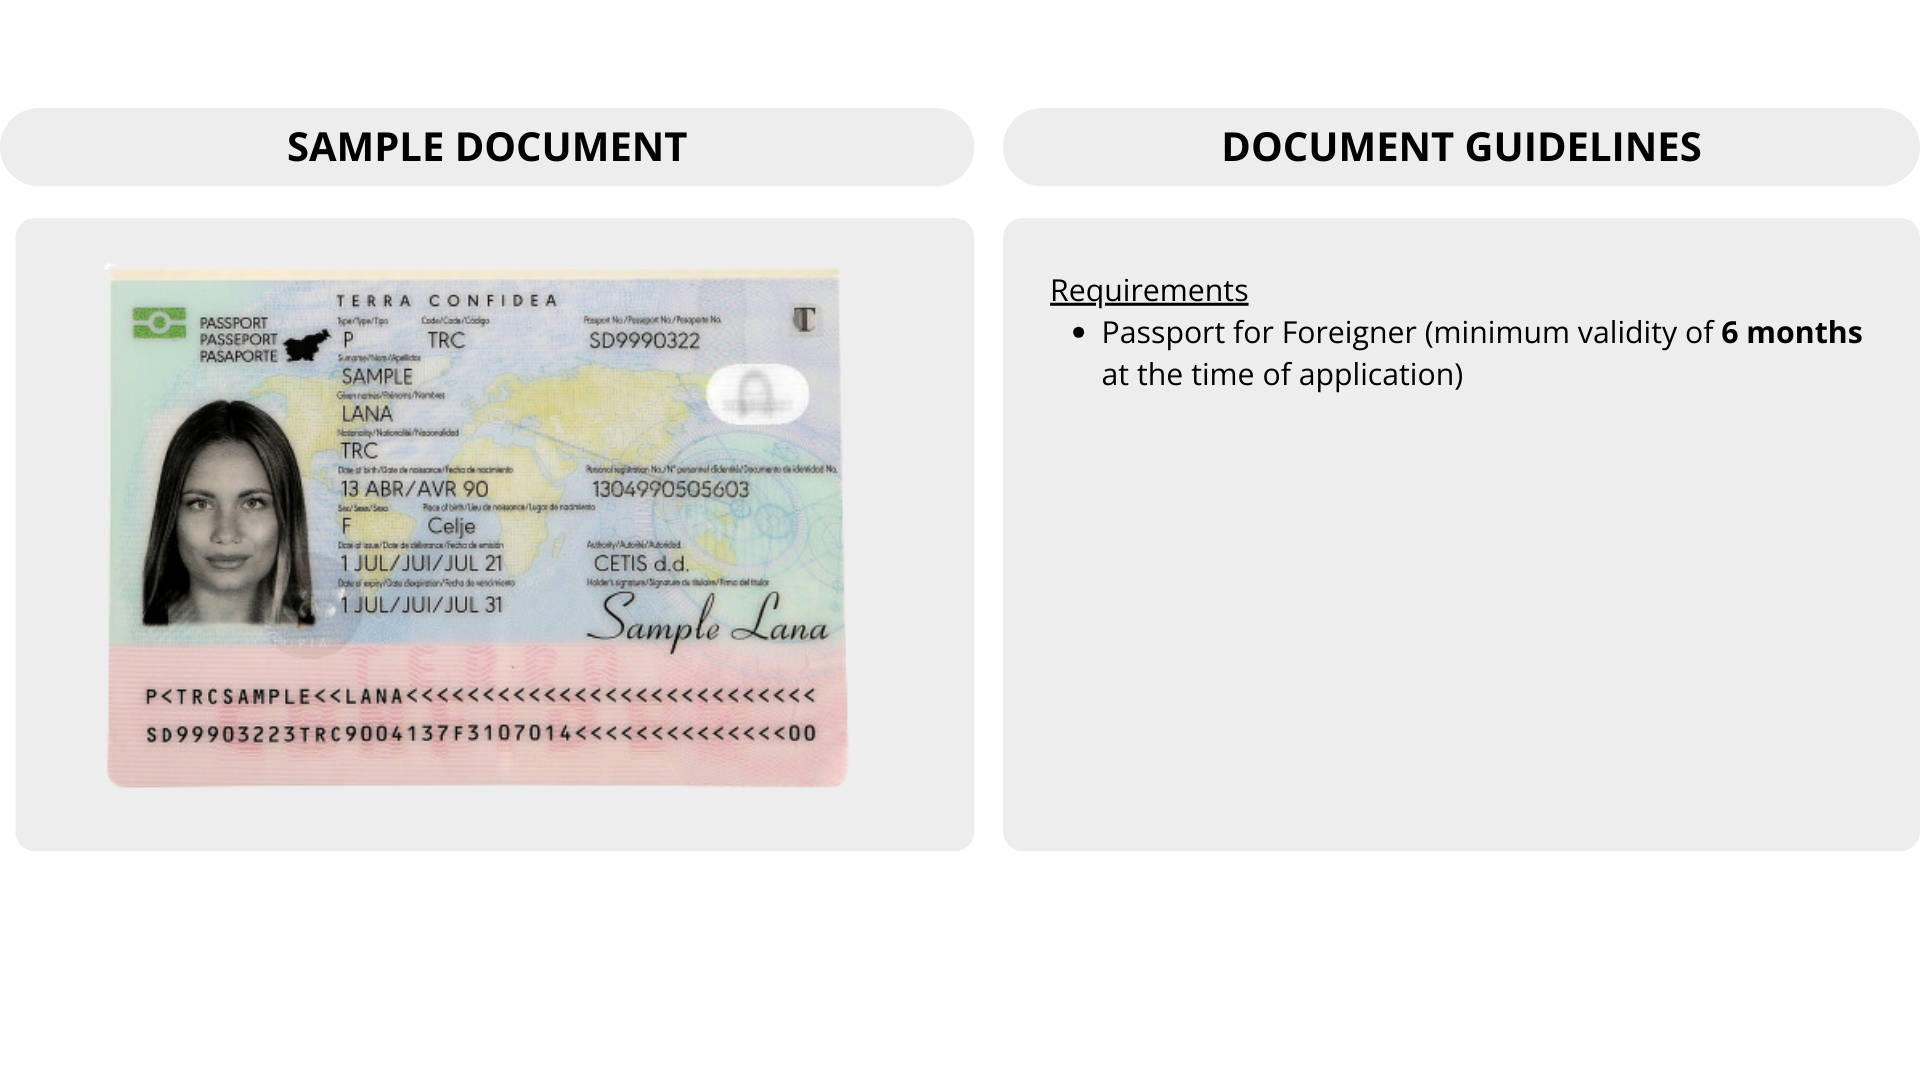 SAMPLE DOCUMENT
TERRA CONFIDEA
PASSPORT
PASSEPORT
PASAPORTE
Type/Type/Tipo Code/Code/Código Passport No./Passeport No./Pasaporte No.
P TRC SD9990322
T
Surname/Nom/Apellidos
SAMPLE
Given names/Prénoms/Nombres
LANA
Nationality/Nationalité/Nacionalidad
TRC
Date of birth/Date de naissance/Fecha de nacimiento Personal registration No./N° personnel d'identité/Documento de identidad No.
13 ABR/AVR 90 1304990505603
Sex/Sexe/Sexo Place of birth/Lieu de naissance/Lugar de nacimiento
F Celje
Date of issue/Date de délivrance/Fecha de emisión Authority/Autorité/Autoridad
1 JUL/JUI/JUL 21 CETIS d.d.
Date of expiry/Date d'expiration/Fecha de vencimiento Holder's signature/Signature du titulaire/Firma del titular
1 JUL/JUI/JUL 31
Sample Lana
P<TRCSAMPLE<<LANA<<<<<<<<<<<<<<<<<<<<<<<<<<<
SD99903223TRC9004137F3107014<<<<<<<<<<<<<<00
DOCUMENT GUIDELINES
Requirements
• Passport for Foreigner (minimum validity of 6 months
at the time of application)